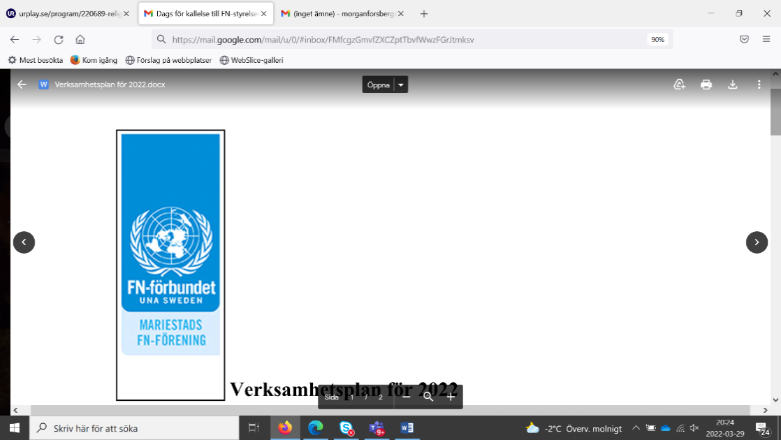 urplay.se/program/220689-relig
Dags för kallelse till FN-styrelse
(inget ämne) - morganforsberg
https://mail.google.com/mail/u/0/#inbox/FMfcgzGmvfZXCZptTbvfWwzFGrJtmksv
90%
Mest besökta
Kom igång
Förslag på webbplatser
WebSlice-galleri
W
Verksamhetsplan för 2022.docx
Öppna
FN-förbundet
UNA SWEDEN
MARIESTADS
FN-FÖRENING
Verksamhetsplan för 2022
Sida 1 / 2
Skriv här för att söka
-2°C Överv. molnigt
20:24
2022-03-29
24